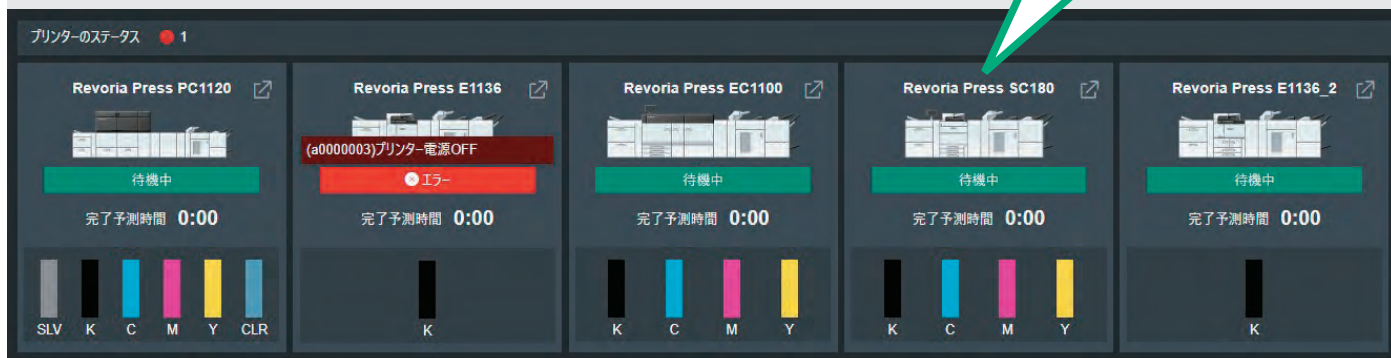 プリンターのステータス 1
Revoria Press PC1120
待機中
完了予測時間 0:00
SLV K C M Y CLR
Revoria Press E1136
(a0000003)プリンター電源OFF
エラー
完了予測時間 0:00
K
Revoria Press EC1100
待機中
完了予測時間 0:00
K C M Y
Revoria Press SC180
待機中
完了予測時間 0:00
K C M Y
Revoria Press E1136_2
待機中
完了予測時間 0:00
K